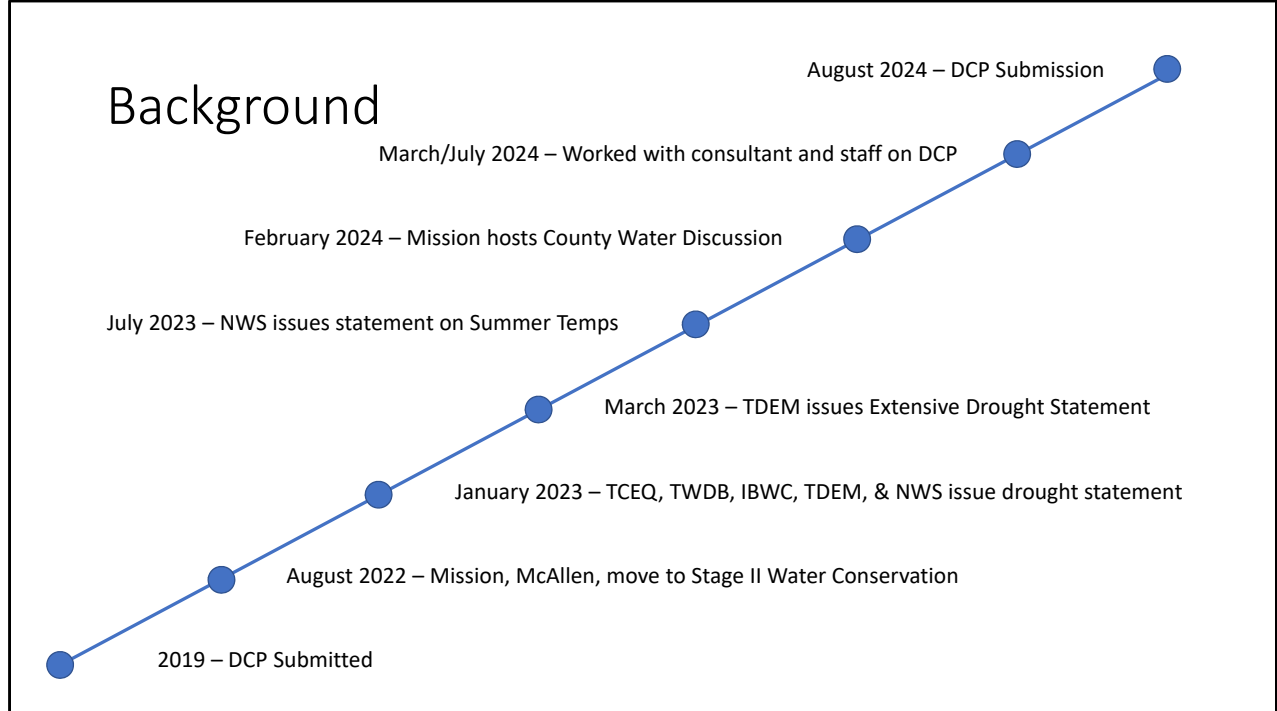 August 2024 – DCP Submission
Background
March/July 2024 – Worked with consultant and staff on DCP
February 2024 – Mission hosts County Water Discussion
July 2023 – NWS issues statement on Summer Temps
March 2023 – TDEM issues Extensive Drought Statement
January 2023 – TCEQ, TWDB, IBWC, TDEM, & NWS issue drought statement
August 2022 – Mission, McAllen, move to Stage II Water Conservation
2019 – DCP Submitted